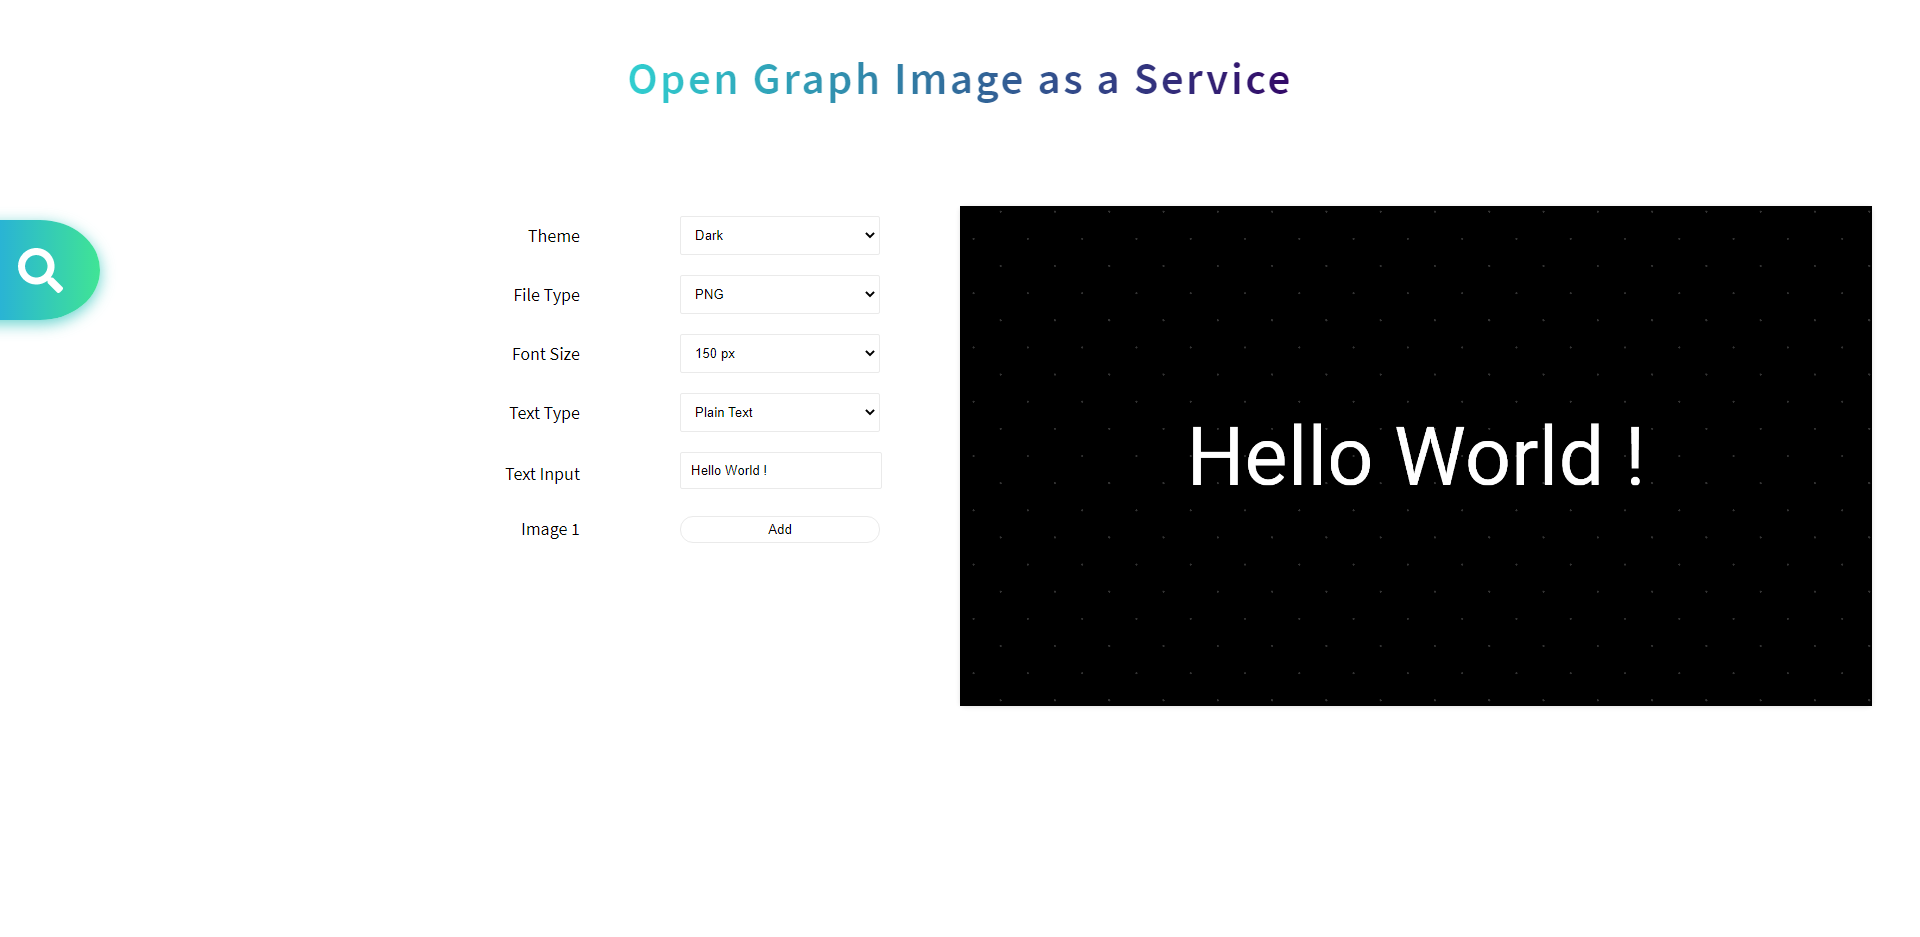 Open Graph Image as a Service
Theme
Dark
File Type
PNG
Font Size
150 px
Text Type
Plain Text
Text Input
Hello World !
Image 1
Add
Hello World !